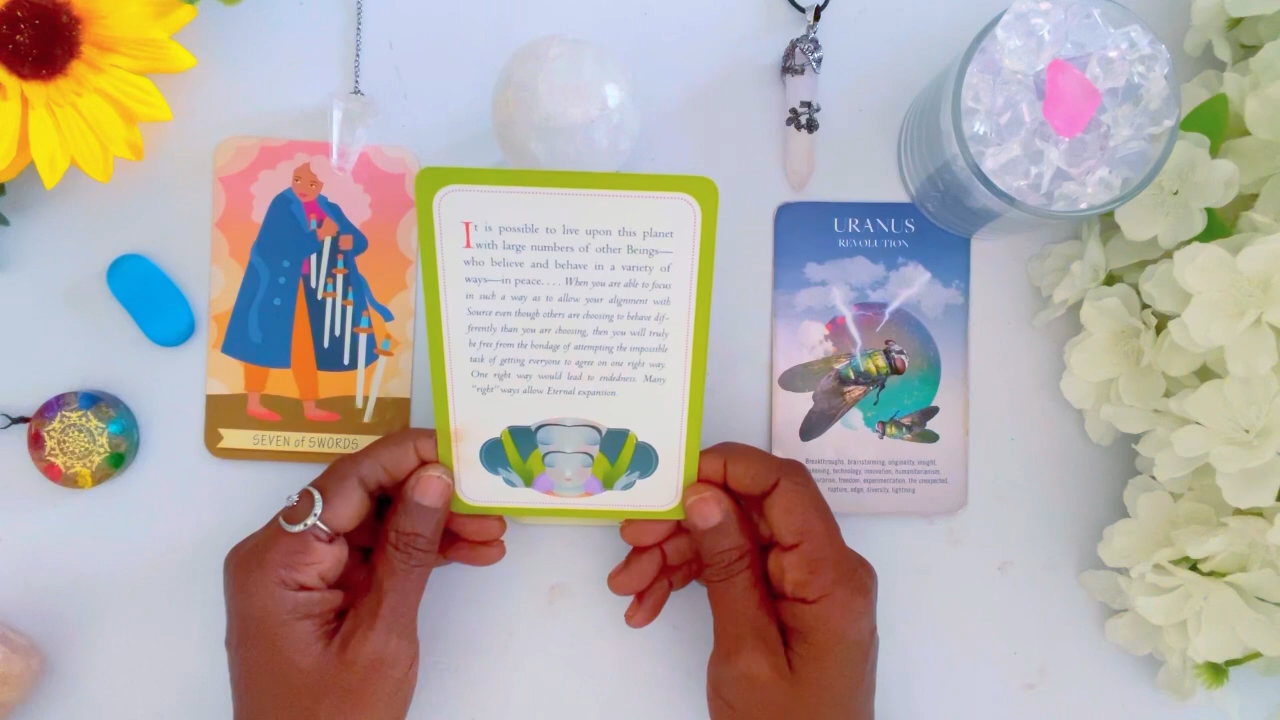 SEVEN of SWORDS
It is possible to live upon this planet
with large numbers of other Beings—
who believe and behave in a variety of
ways—in peace. . . . When you are able to focus
in such a way as to allow your alignment with
Source even though others are choosing to behave dif-
ferently than you are choosing, then you will truly
be free from the bondage of attempting the impossible
task of getting everyone to agree on one right way.
One right way would lead to endedness. Many
"right" ways allow Eternal expansion.
URANUS
REVOLUTION
Breakthroughs, brainstorming, originality, insight,
technology, innovation, humanitarianism,
freedom, experimentation, the unexpected,
rupture, edge, diversity, lightning